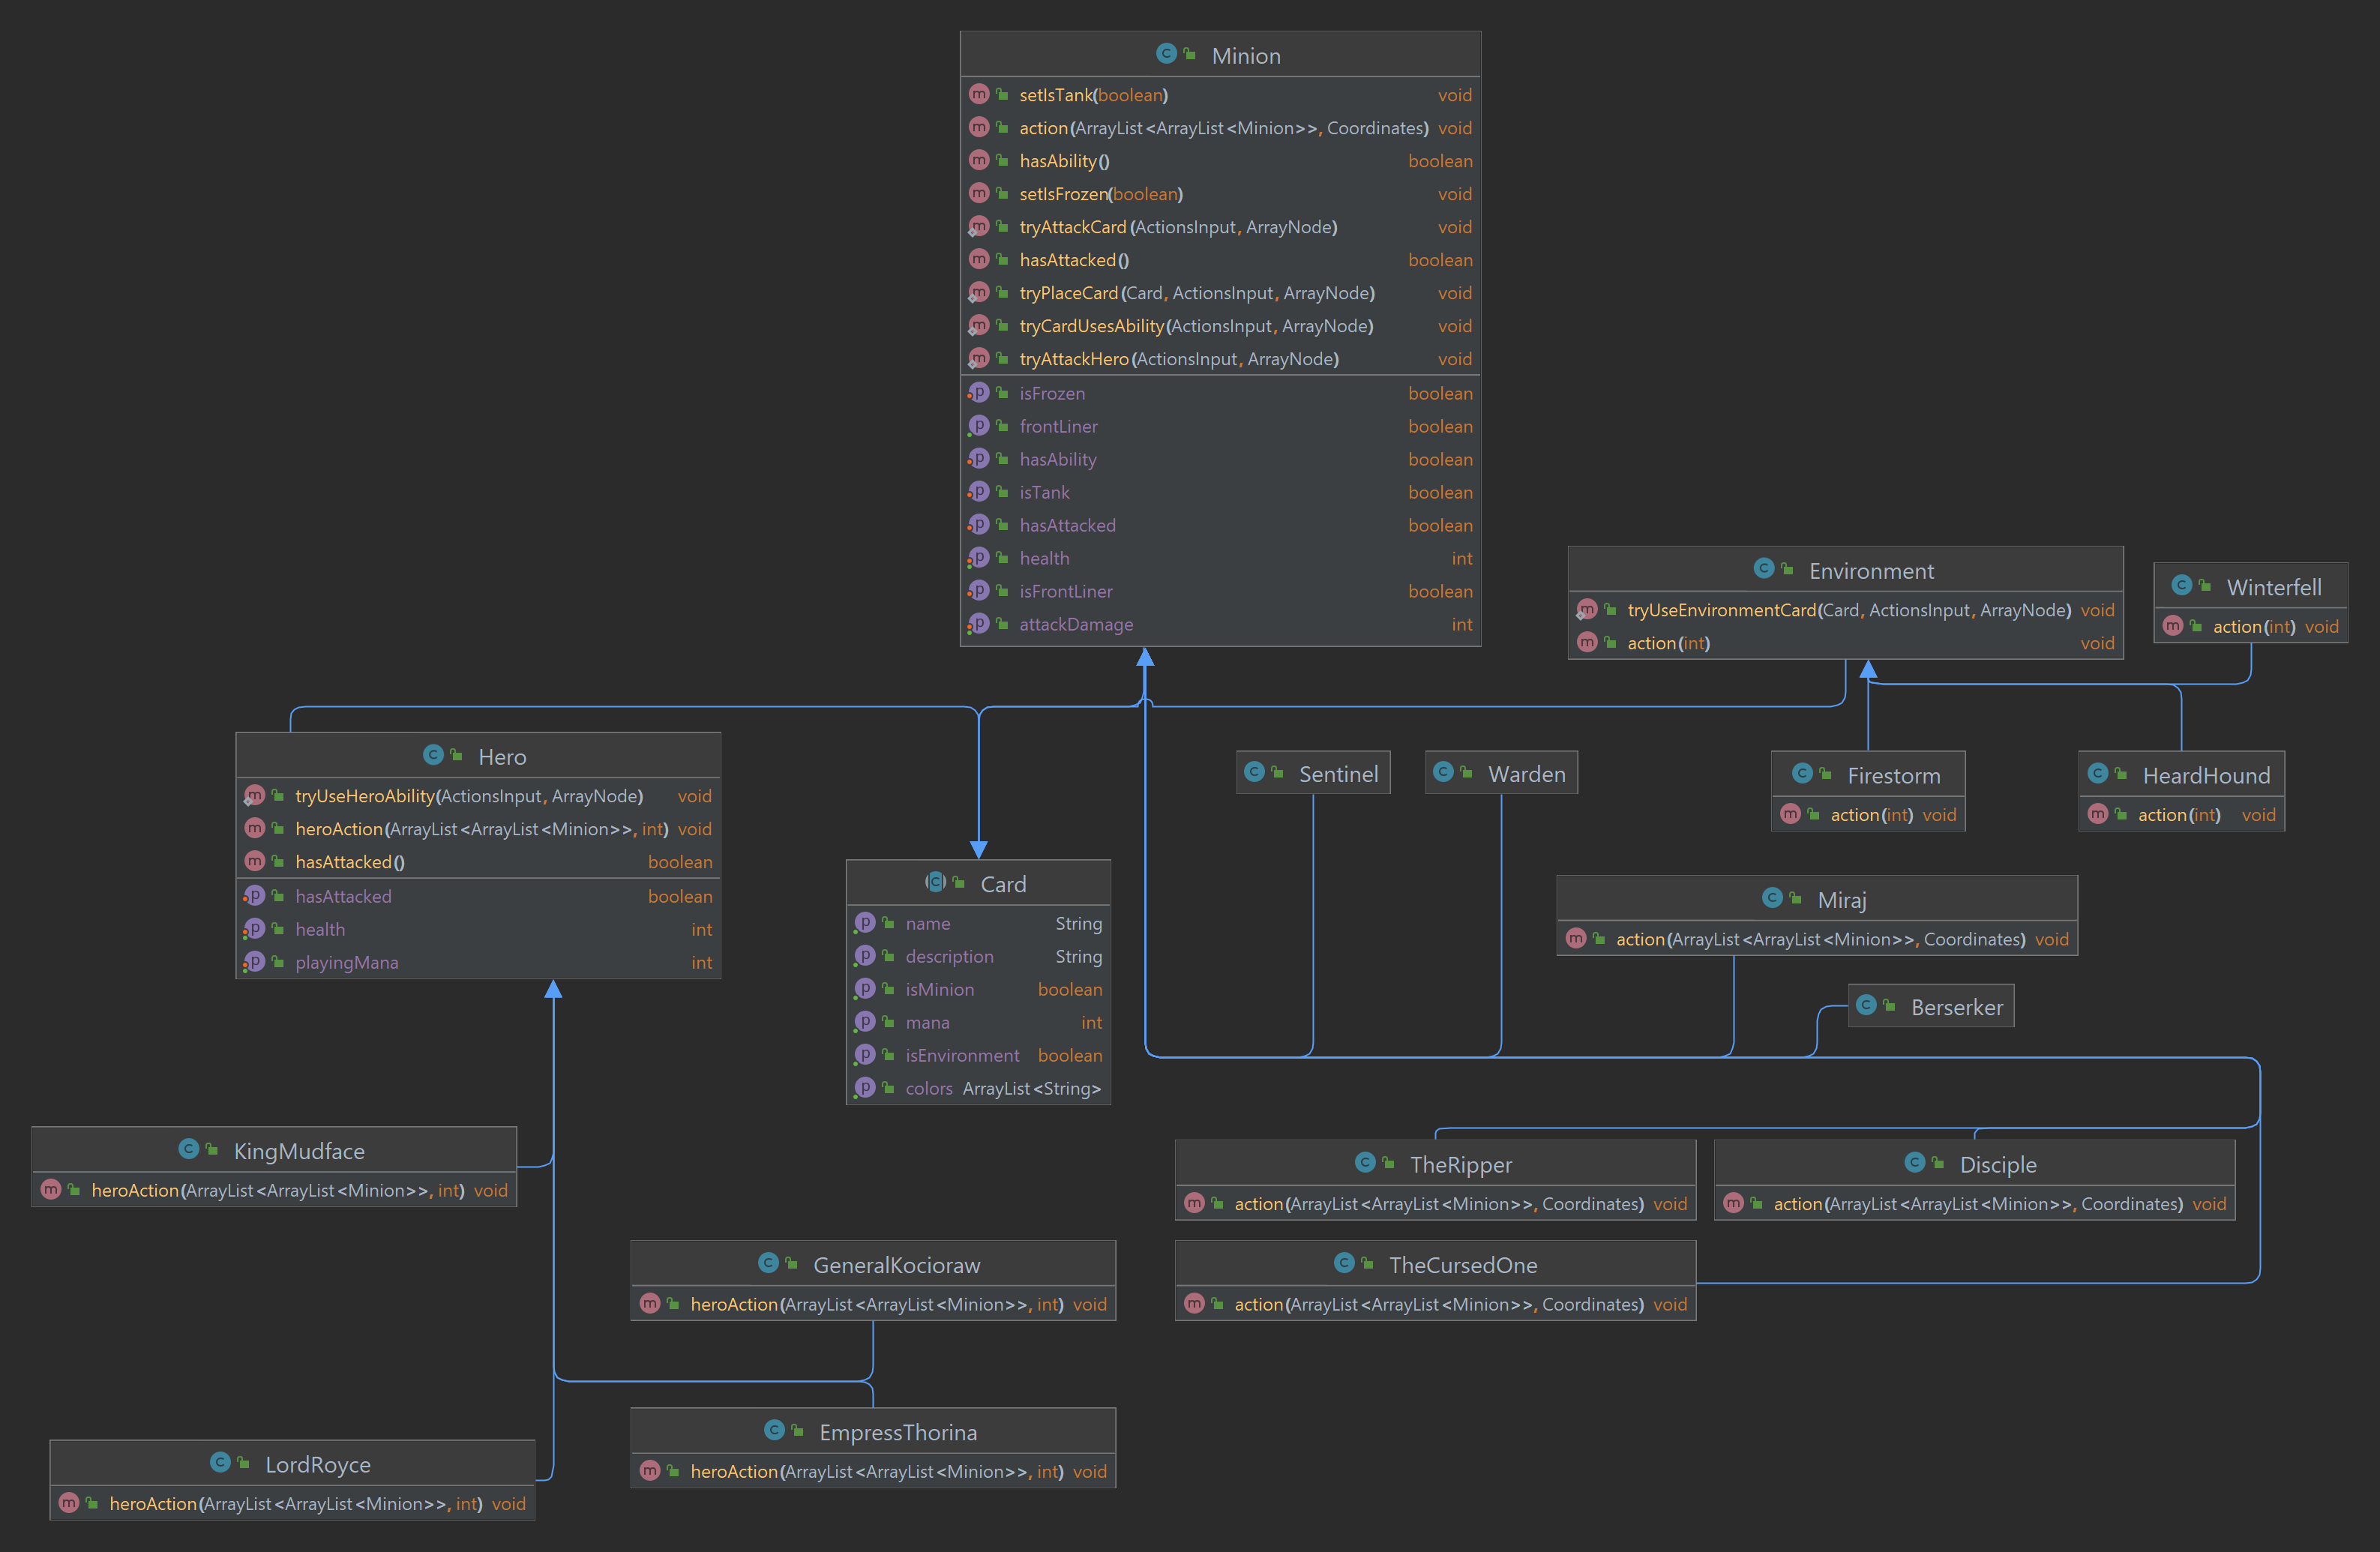 Minion
setIsTank(boolean) void
action(ArrayList<ArrayList<Minion>>, Coordinates) void
hasAbility() boolean
setIsFrozen(boolean) void
tryAttackCard(ActionsInput, ArrayNode) void
hasAttacked() boolean
tryPlaceCard(Card, ActionsInput, ArrayNode) void
tryCardUsesAbility(ActionsInput, ArrayNode) void
tryAttackHero(ActionsInput, ArrayNode) void
isFrozen boolean
frontLiner boolean
hasAbility boolean
isTank boolean
hasAttacked boolean
health int
isFrontLiner boolean
attackDamage int
Environment
tryUseEnvironmentCard(Card, ActionsInput, ArrayNode) void
action(int) void
Winterfell
action(int) void
Hero
tryUseHeroAbility(ActionsInput, ArrayNode) void
heroAction(ArrayList<ArrayList<Minion>>, int) void
hasAttacked() boolean
hasAttacked boolean
health int
playingMana int
Sentinel
Warden
Firestorm
action(int) void
HeardHound
action(int) void
Card
name String
description String
isMinion boolean
mana int
isEnvironment boolean
colors ArrayList<String>
Miraj
action(ArrayList<ArrayList<Minion>>, Coordinates) void
Berserker
KingMudface
heroAction(ArrayList<ArrayList<Minion>>, int) void
TheRipper
action(ArrayList<ArrayList<Minion>>, Coordinates) void
Disciple
action(ArrayList<ArrayList<Minion>>, Coordinates) void
GeneralKocioraw
heroAction(ArrayList<ArrayList<Minion>>, int) void
TheCursedOne
action(ArrayList<ArrayList<Minion>>, Coordinates) void
EmpressThorina
heroAction(ArrayList<ArrayList<Minion>>, int) void
LordRoyce
heroAction(ArrayList<ArrayList<Minion>>, int) void